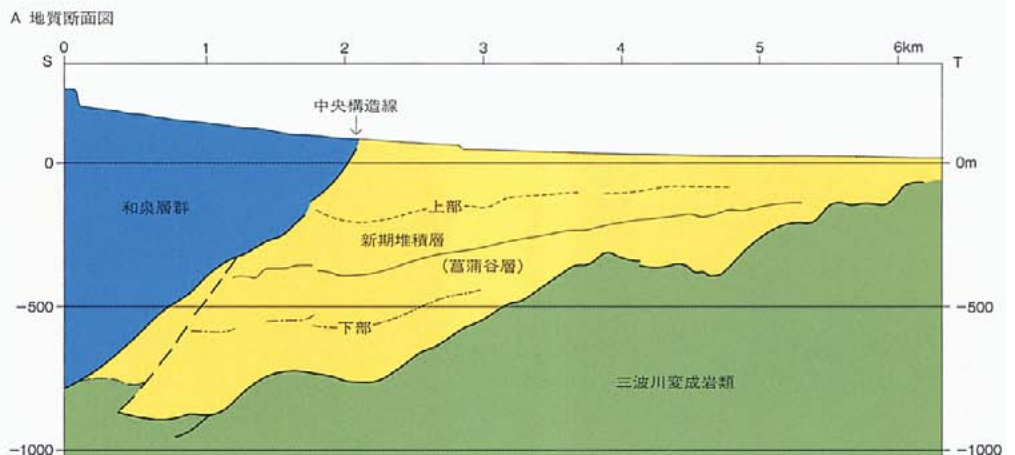 A 地質断面図
0 1 2 3 4 5 6km
S T
中央構造線
0 0m
和泉層群
上部
新期堆積層
(菖蒲谷層)
-500 -500
下部
三波川変成岩類
-1000 -1000